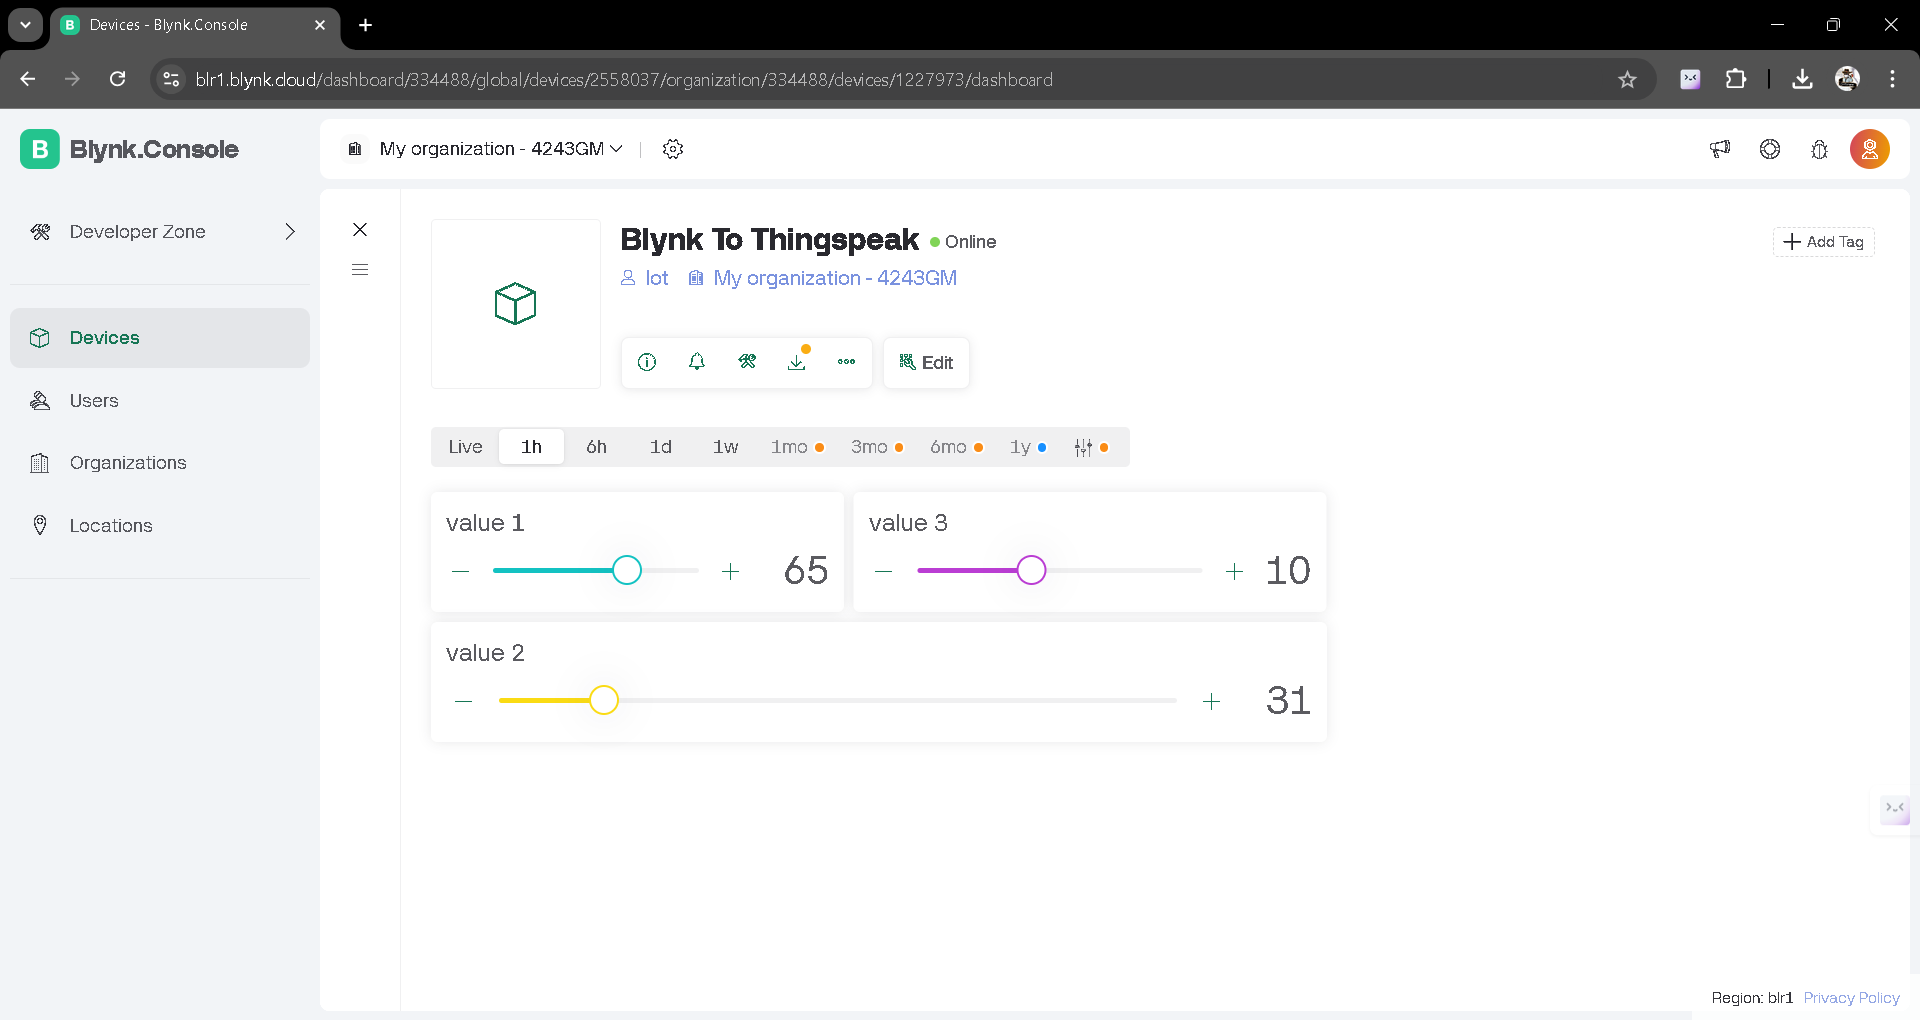 Devices - Blynk.Console
blr1.blynk.cloud/dashboard/334488/global/devices/2558037/organization/334488/devices/1227973/dashboard
B Blynk.Console
My organization - 4243GM
Developer Zone
Devices
Users
Organizations
Locations
Blynk To Thingspeak Online
Iot My organization - 4243GM
Add Tag
Edit
Live 1h 6h 1d 1w 1mo 3mo 6mo 1y
value 1
65
value 3
10
value 2
31
Region: blr1 Privacy Policy